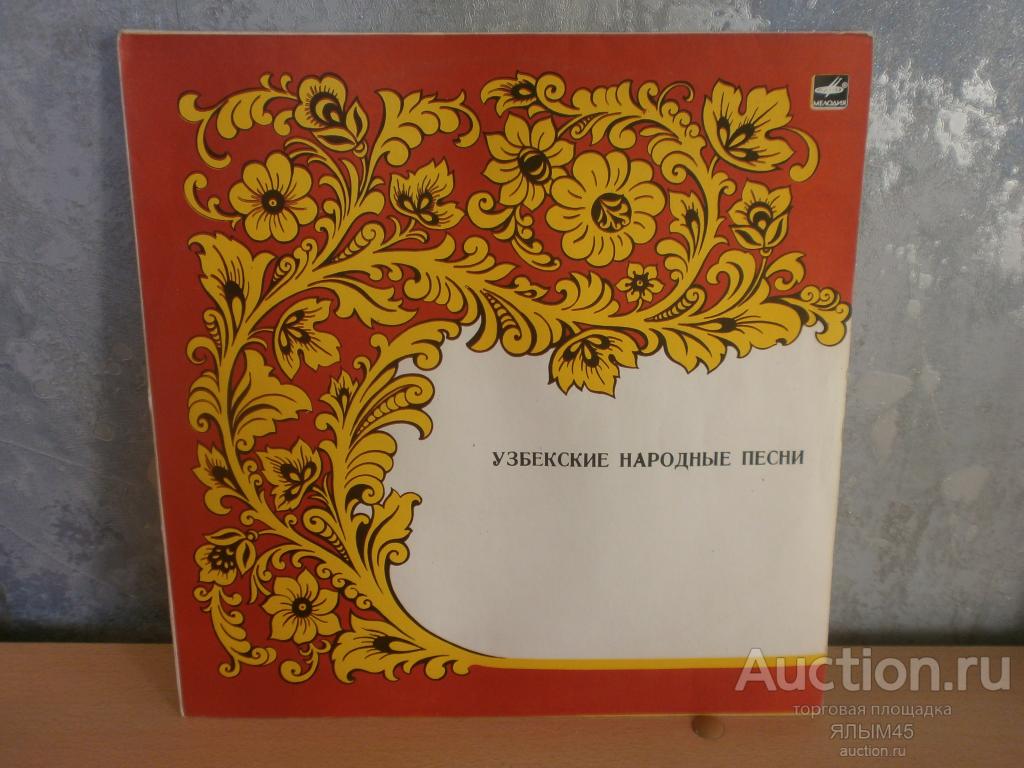 МЕЛОДИЯ
УЗБЕКСКИЕ НАРОДНЫЕ ПЕСНИ
Auction.ru
торговая площадка
ЯЛЫМ45
auction.ru